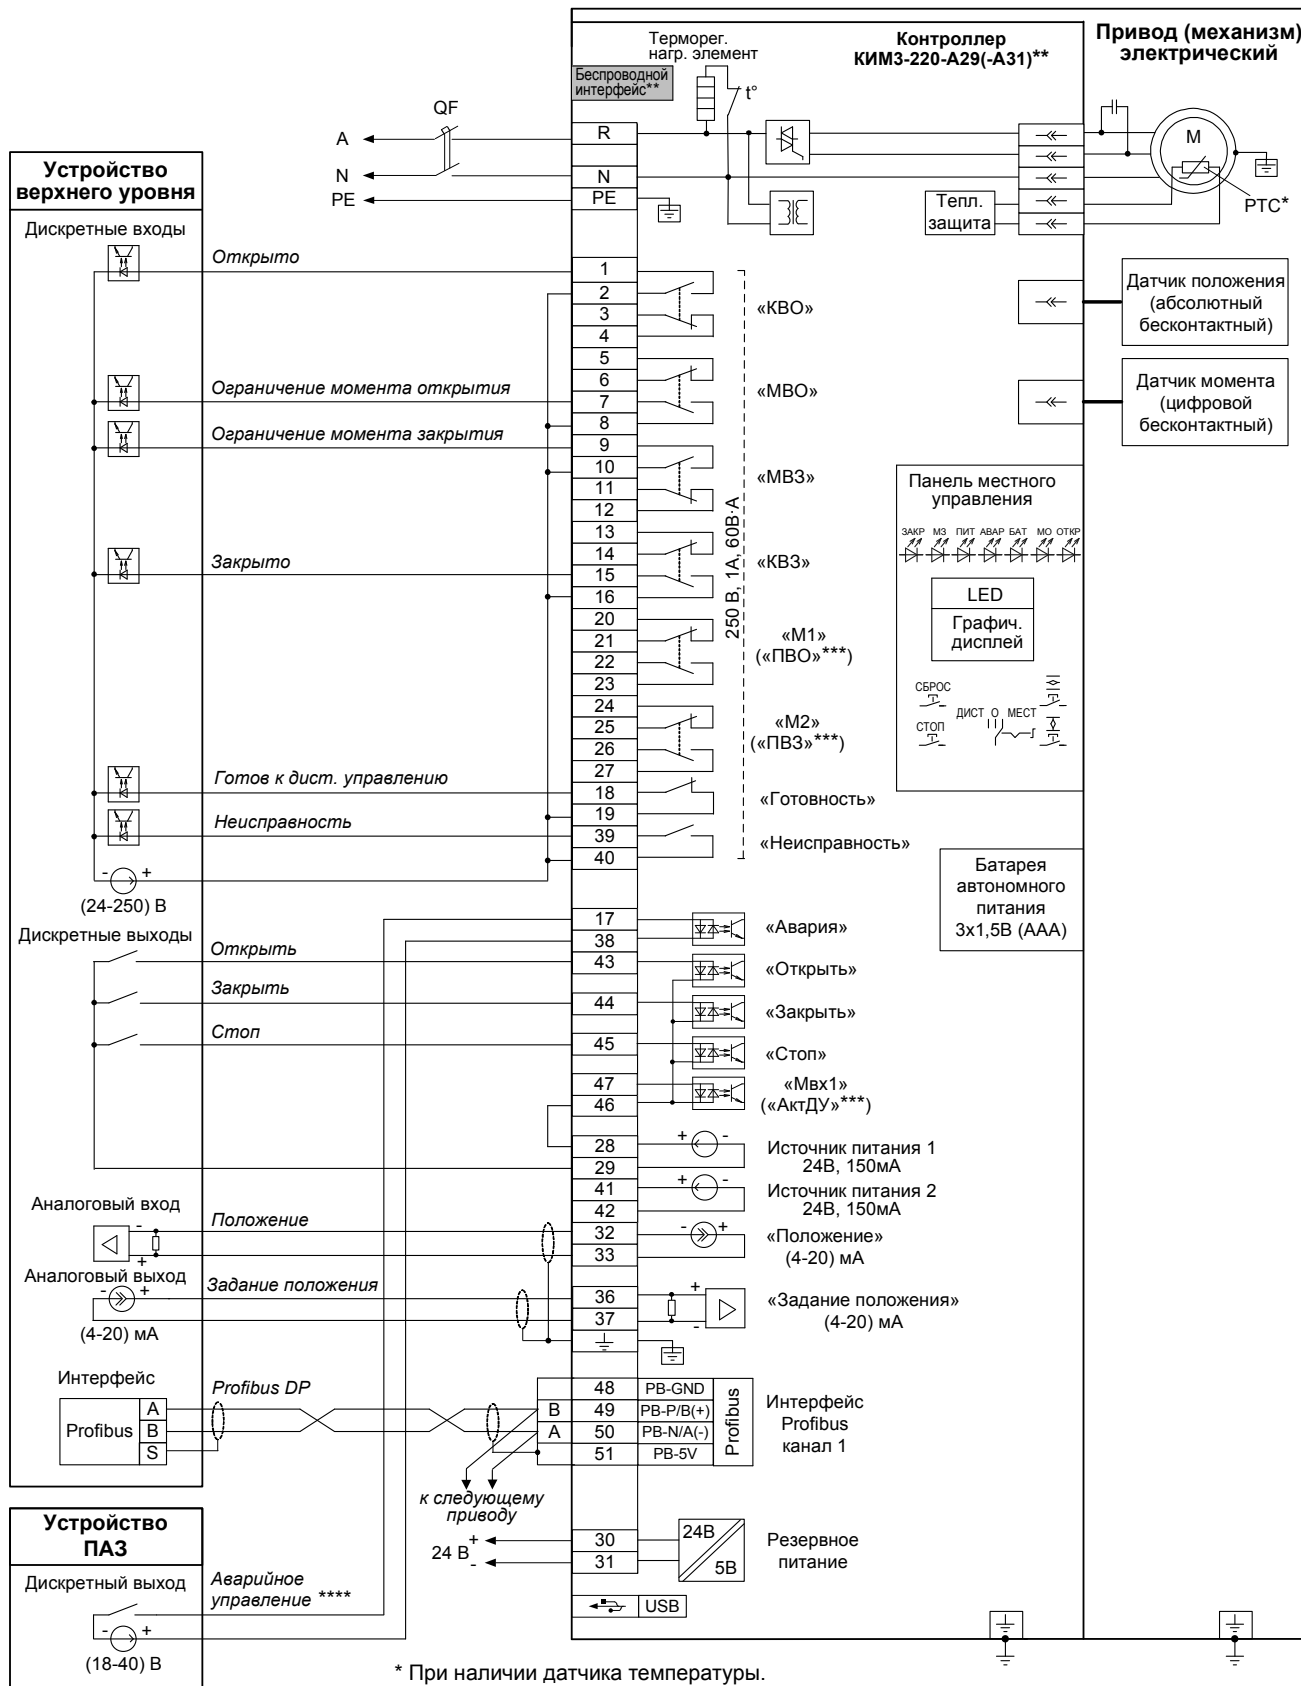 Привод (механизм)
электрический
Контроллер
КИМ3-220-А29(-А31)**
Терморег.
нагр. элемент
Беспроводной
интерфейс**
t°
QF
A
N
PE
R
N
PE
M
PTC*
Тепл.
защита
Устройство
верхнего уровня
Дискретные входы
Открыто
Ограничение момента открытия
Ограничение момента закрытия
Закрыто
Готов к дист. управлению
Неисправность
- +
(24-250) В
1
2
3
4
5
6
7
8
9
10
11
12
13
14
15
16
20
21
22
23
24
25
26
27
18
19
39
40
«КВО»
«МВО»
«МВЗ»
«КВЗ»
«М1»
(«ПВО»***)
«М2»
(«ПВЗ»***)
«Готовность»
«Неисправность»
250 В, 1А, 60В·А
Датчик положения
(абсолютный
бесконтактный)
Датчик момента
(цифровой
бесконтактный)
Панель местного
управления
ЗАКР МЗ ПИТ АВАР БАТ МО ОТКР
LED
Графич.
дисплей
СБРОС
СТОП
ДИСТ О МЕСТ
Батарея
автономного
питания
3х1,5В (ААА)
Дискретные выходы
Открыть
Закрыть
Стоп
17
38
43
44
45
47
46
28
29
41
42
32
33
36
37
«Авария»
«Открыть»
«Закрыть»
«Стоп»
«Мвх1»
(«АктДУ»***)
+ -
Источник питания 1
24В, 150мА
+ -
Источник питания 2
24В, 150мА
- +
«Положение»
(4-20) мА
+
-
«Задание положения»
(4-20) мА
Аналоговый вход
-
+
Положение
Аналоговый выход
- +
Задание положения
(4-20) мА
Интерфейс
Profibus
A
B
S
Profibus DP
B
A
48 PB-GND
49 PB-P/B(+)
50 PB-N/A(-)
51 PB-5V
Profibus
Интерфейс
Profibus
канал 1
к следующему
приводу
24 В
+
-
30
31
24В
5В
Резервное
питание
USB
Устройство
ПАЗ
Дискретный выход
- +
(18-40) В
Аварийное
управление ****
* При наличии датчика температуры.